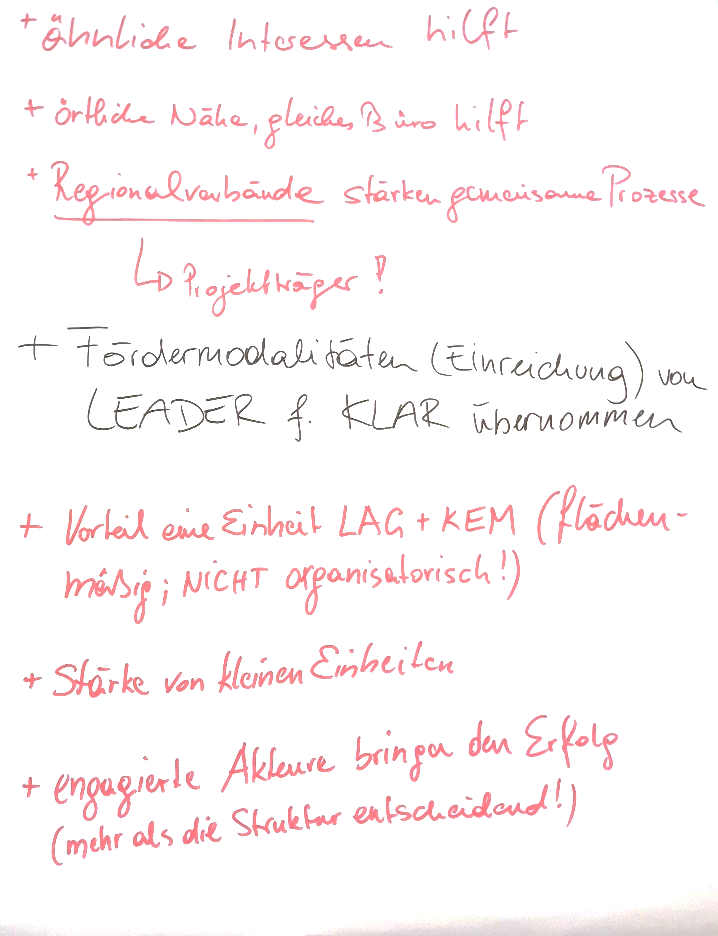 + ähnliche Interessen hilft
+ örtliche Nähe, gleiches Büro hilft
+ Regionalverbände stärken gemeinsame Prozesse
↳ Projektträger!
+ Fördermodalitäten (Einreichung) von
LEADER f. KLAR übernommen
+ Vorteil eine Einheit LAG + KEM (flächen-
mäßig; NICHT organisatorisch!)
+ Stärke von kleinen Einheiten
+ engagierte Akteure bringen den Erfolg
(mehr als die Struktur entscheidend!)